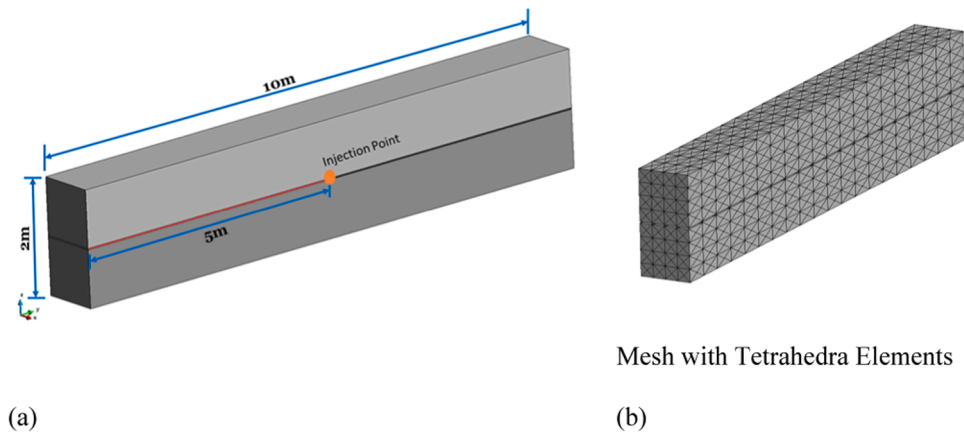 10m
Injection Point
5m
2m
z
y
x
Mesh with Tetrahedra Elements
(a)
(b)